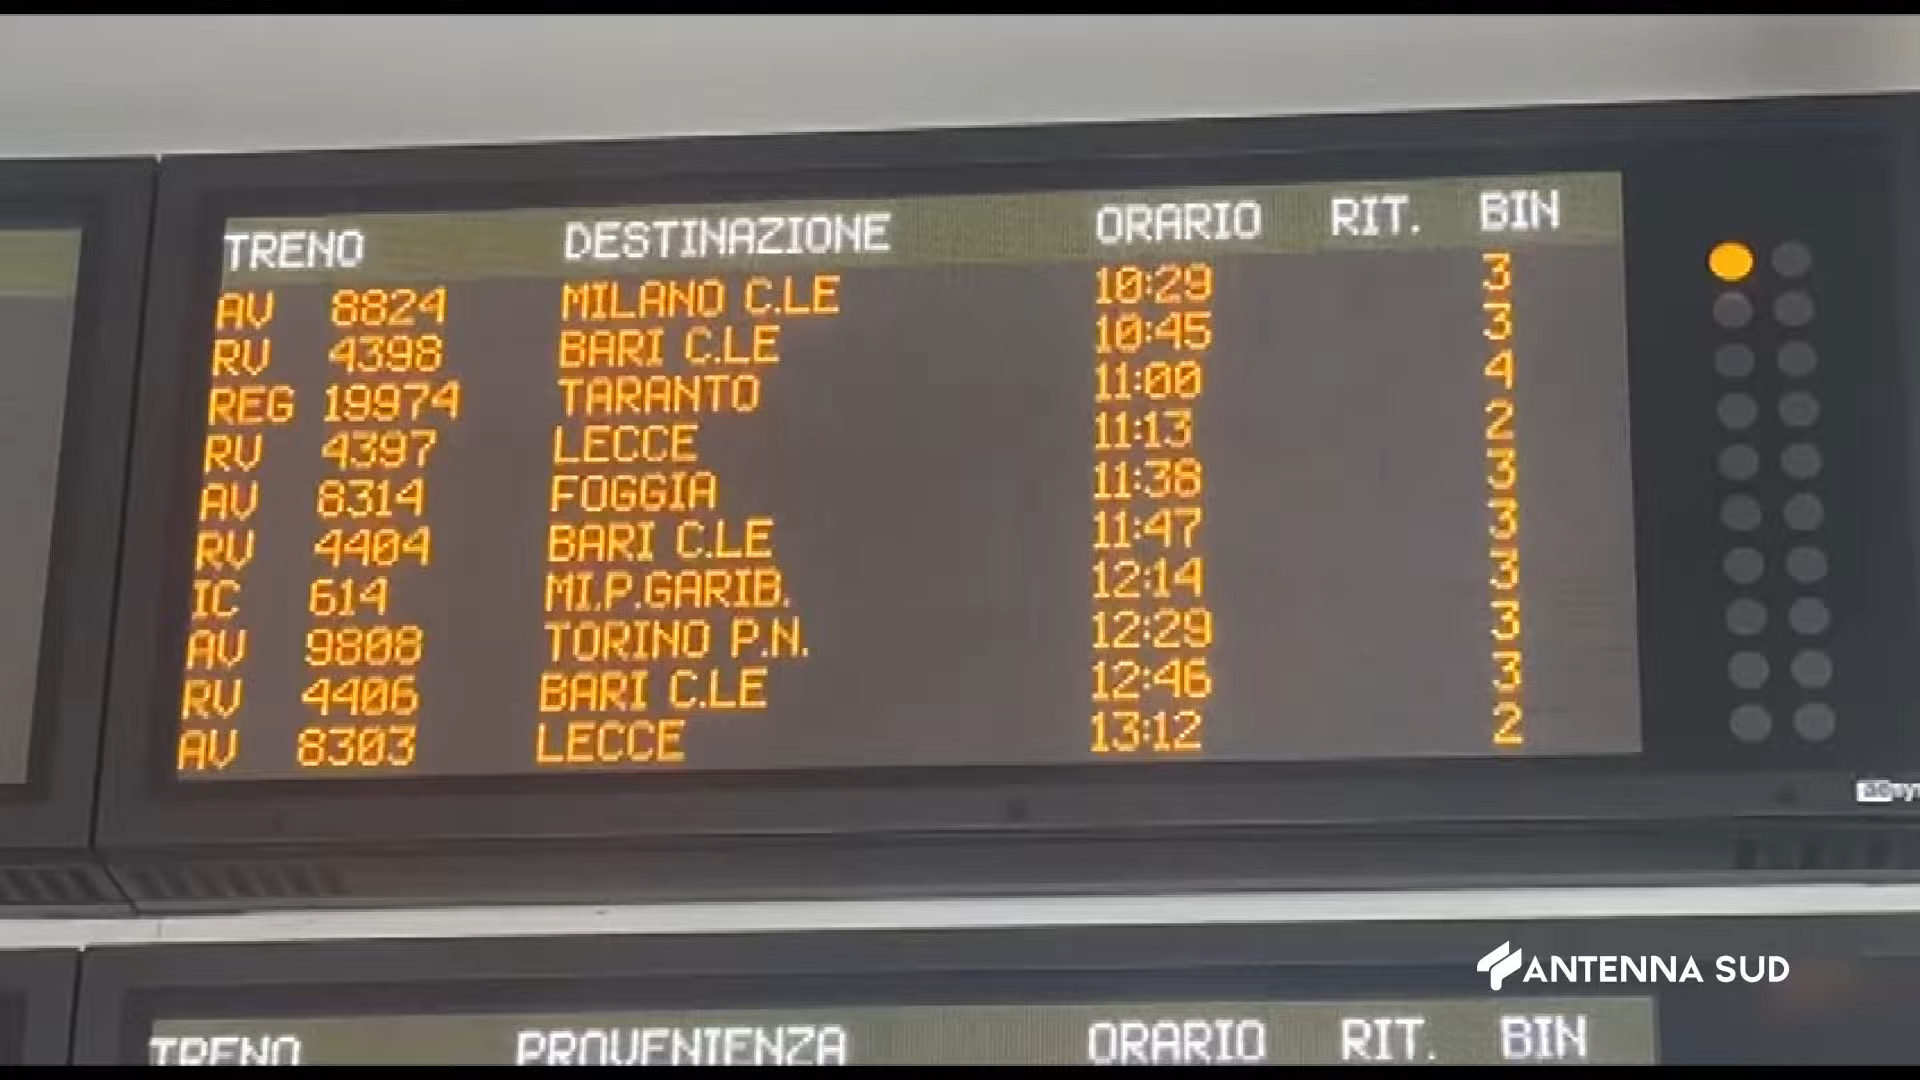 TRENO DESTINAZIONE ORARIO RIT. BIN
AV 8824 MILANO C.LE 10:29 3
RV 4398 BARI C.LE 10:45 3
REG 19974 TARANTO 11:00 4
RV 4397 LECCE 11:13 2
AV 8314 FOGGIA 11:38 3
RV 4404 BARI C.LE 11:47 3
IC 614 MI.P.GARIB. 12:14 3
AV 9808 TORINO P.N. 12:29 3
RV 4406 BARI C.LE 12:46 3
AV 8303 LECCE 13:12 2
ANTENNA SUD
TRENO PROVENIENZA ORARIO RIT. BIN